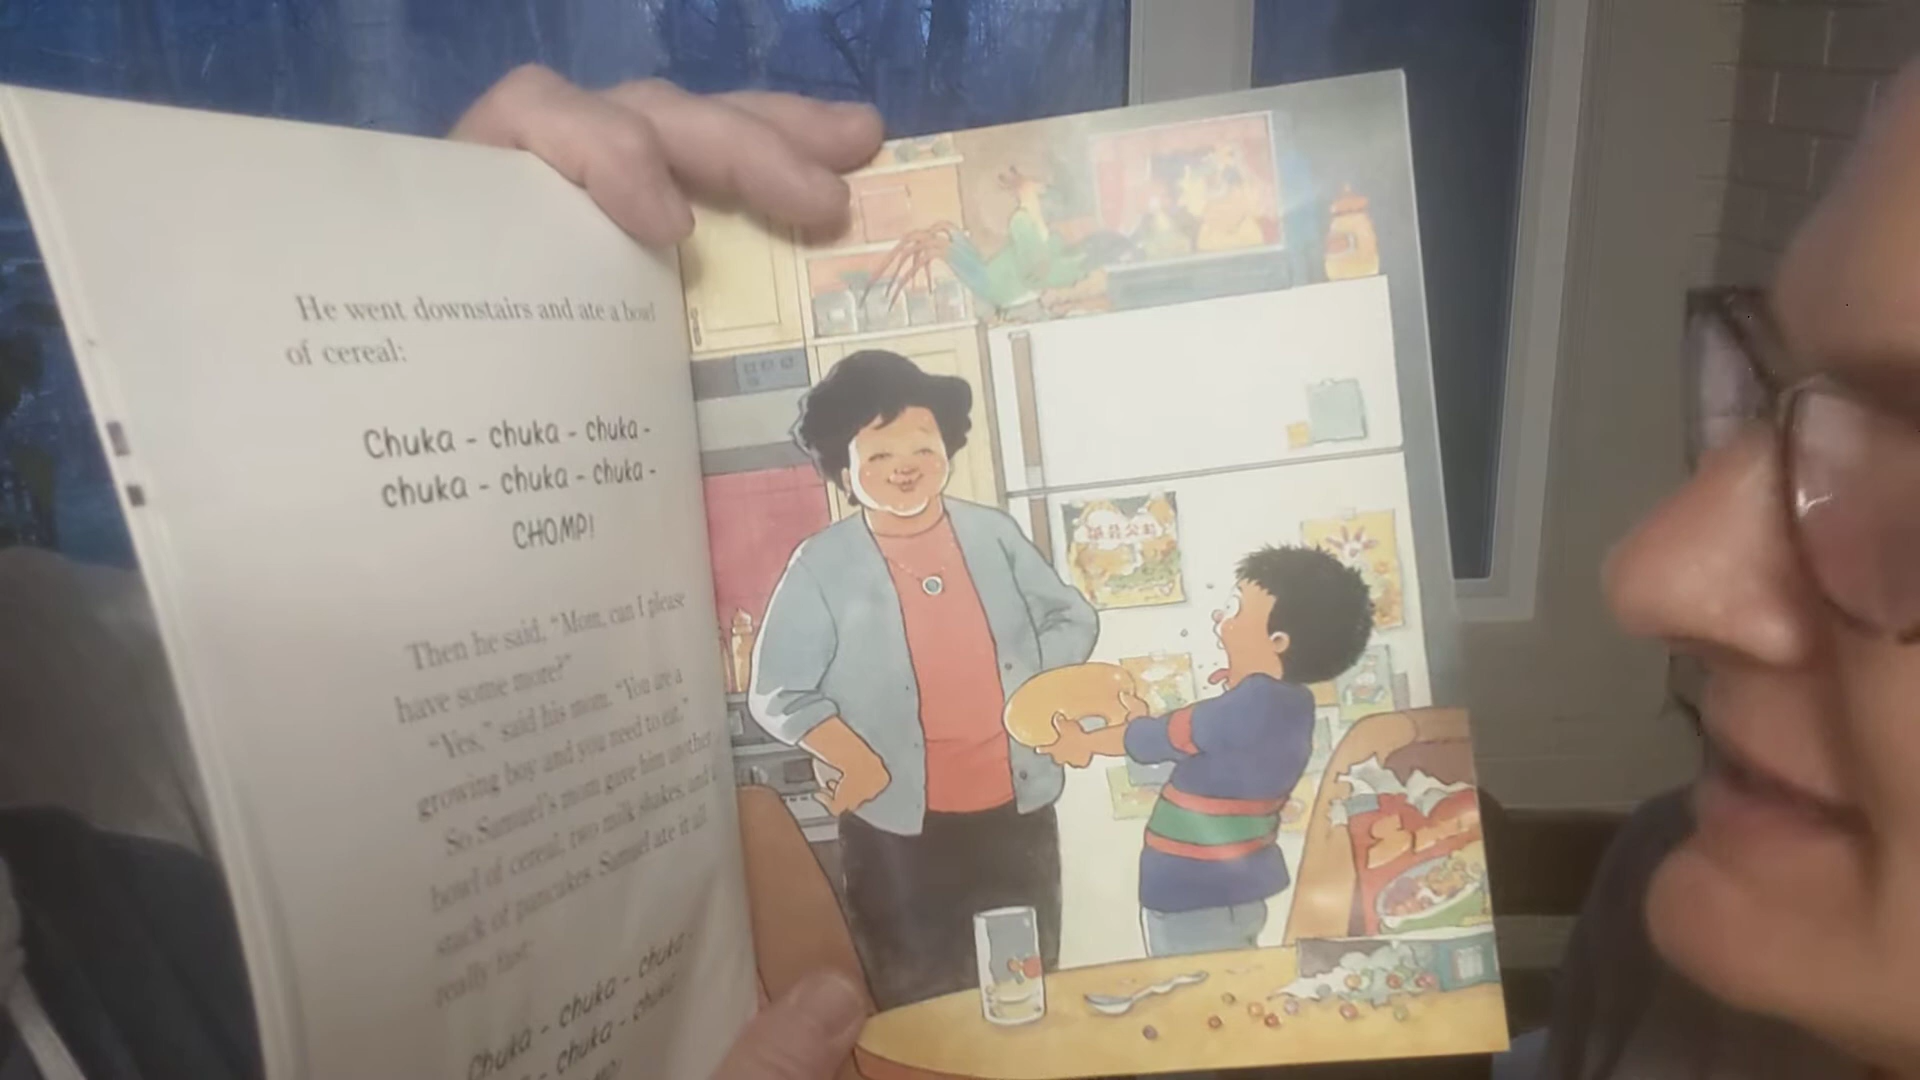 He went downstairs and ate a bowl
of cereal:
Chuka - chuka - chuka -
chuka - chuka - chuka -
CHOMP!
Then he said, “Mom, can I please
have some more?”
“Yes,” said his mom. “You are a
growing boy and you need to eat.”
So Samuel's mom gave him another
bowl of cereal, two milk shakes, and a
stack of pancakes. Samuel ate it all
really fast:
Chuka - chuka - chuka -
chuka - chuka